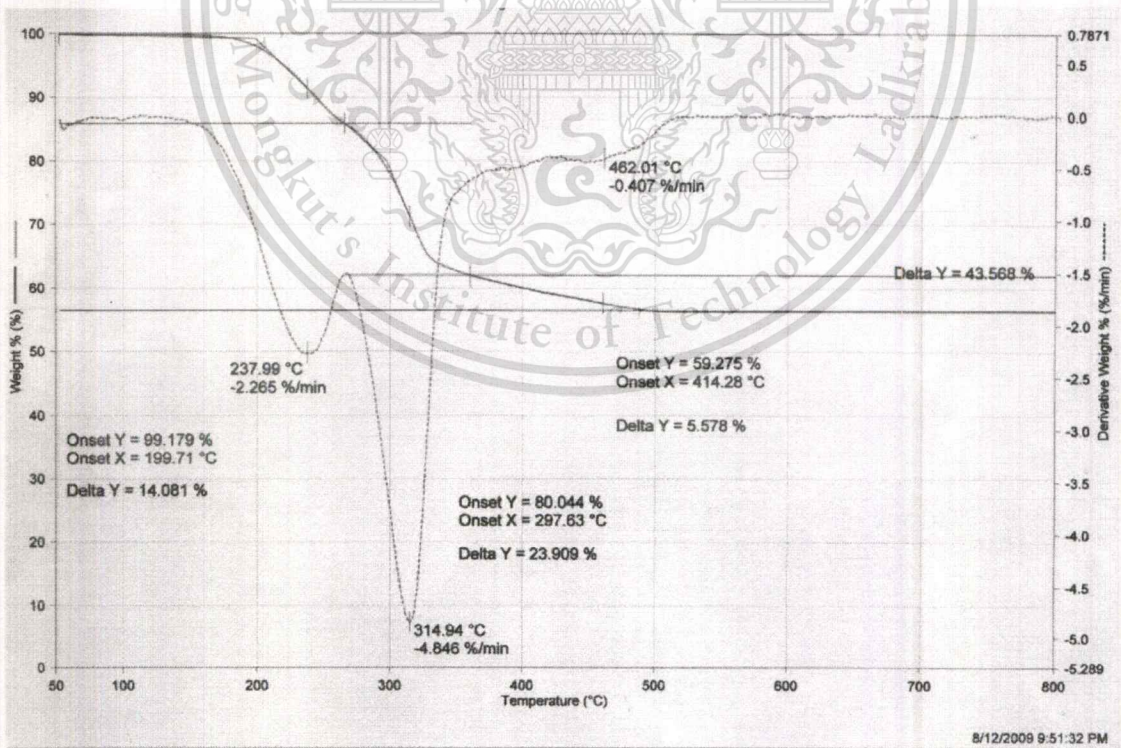 Mongkut's Institute of Technology Ladkrab
Weight % (%)
100
90
80
70
60
50
40
30
20
10
0
0.7871
0.5
0.0
-0.5
-1.0
-1.5
-2.0
-2.5
-3.0
-3.5
-4.0
-4.5
-5.0
-5.289
Derivative Weight % (%/min)
462.01 °C
-0.407 %/min
Delta Y = 43.568 %
237.99 °C
-2.265 %/min
Onset Y = 59.275 %
Onset X = 414.28 °C
Delta Y = 5.578 %
Onset Y = 99.179 %
Onset X = 199.71 °C
Delta Y = 14.081 %
Onset Y = 80.044 %
Onset X = 297.63 °C
Delta Y = 23.909 %
314.94 °C
-4.846 %/min
50
100
200
300
400
500
600
700
800
Temperature (°C)
8/12/2009 9:51:32 PM